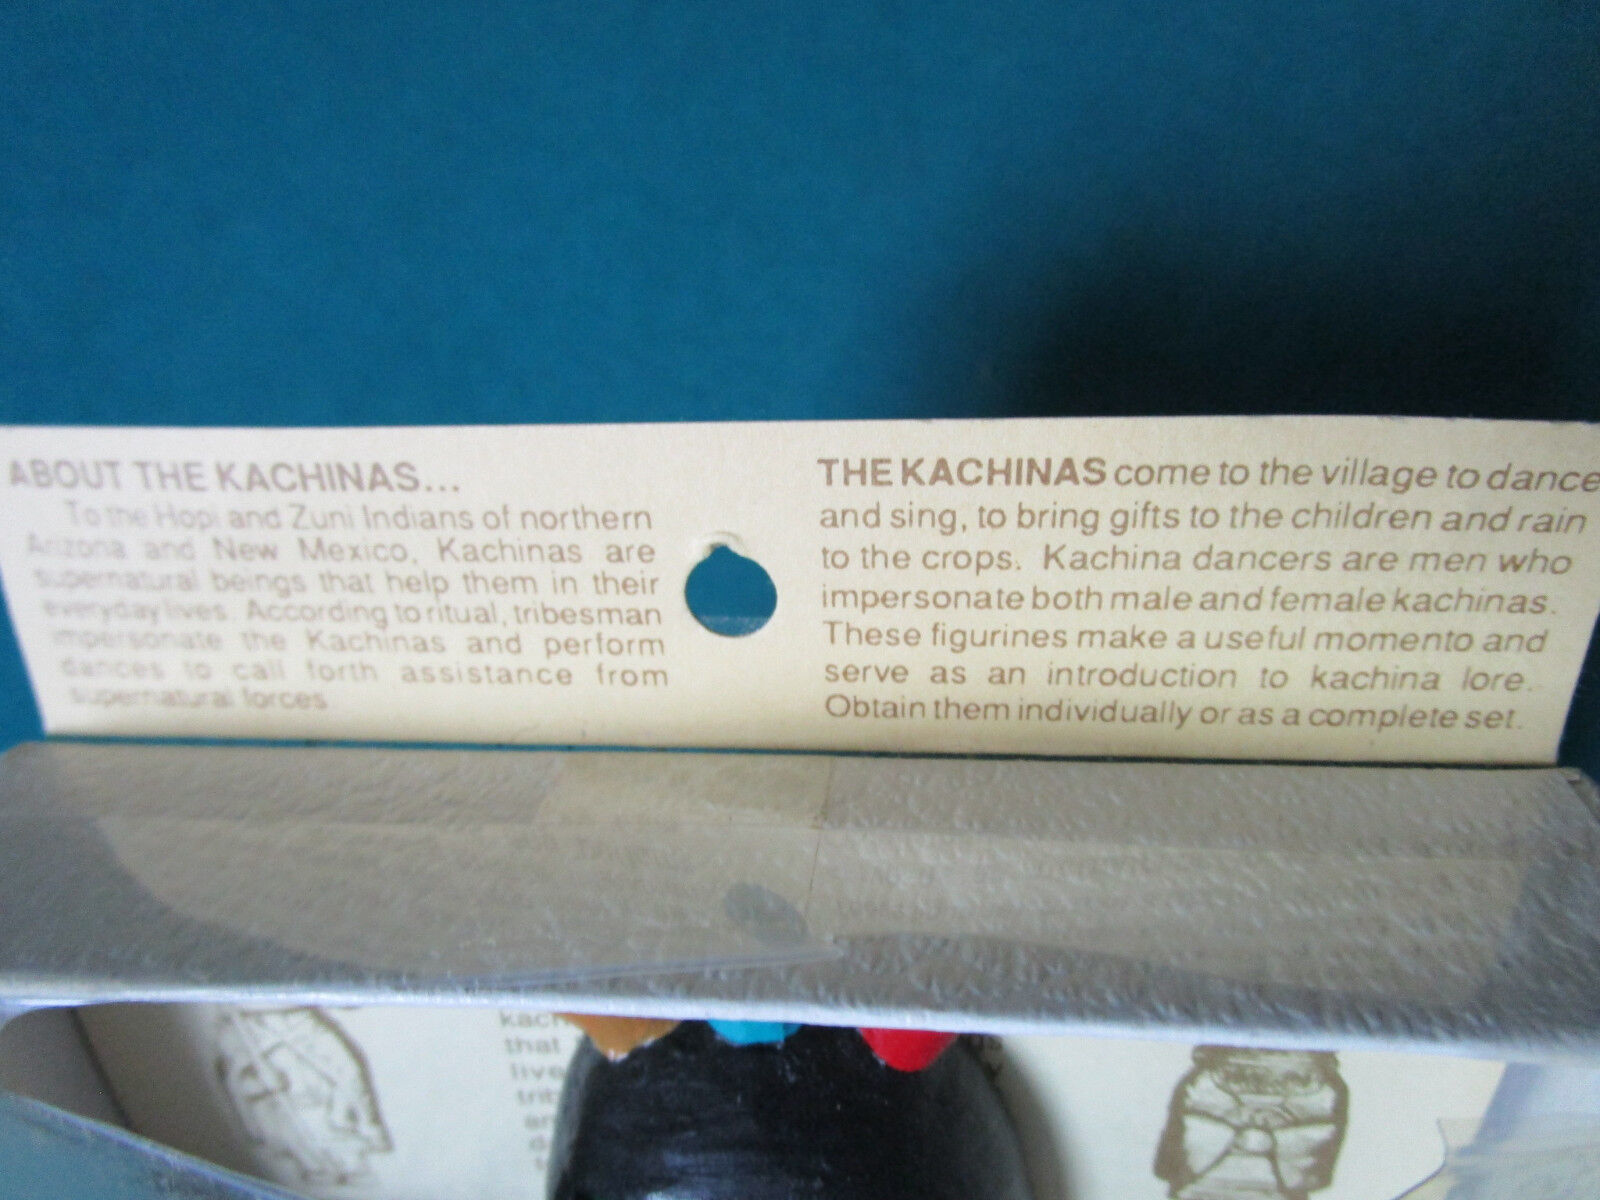 ABOUT THE KACHINAS...
To the Hopi and Zuni Indians of northern
Arizona and New Mexico, Kachinas are
supernatural beings that help them in their
everyday lives. According to ritual, tribesman
impersonate the Kachinas and perform
dances to call forth assistance from
supernatural forces
THE KACHINAS come to the village to dance
and sing, to bring gifts to the children and rain
to the crops. Kachina dancers are men who
impersonate both male and female kachinas.
These figurines make a useful momento and
serve as an introduction to kachina lore.
Obtain them individually or as a complete set.
kach
that
live
trib